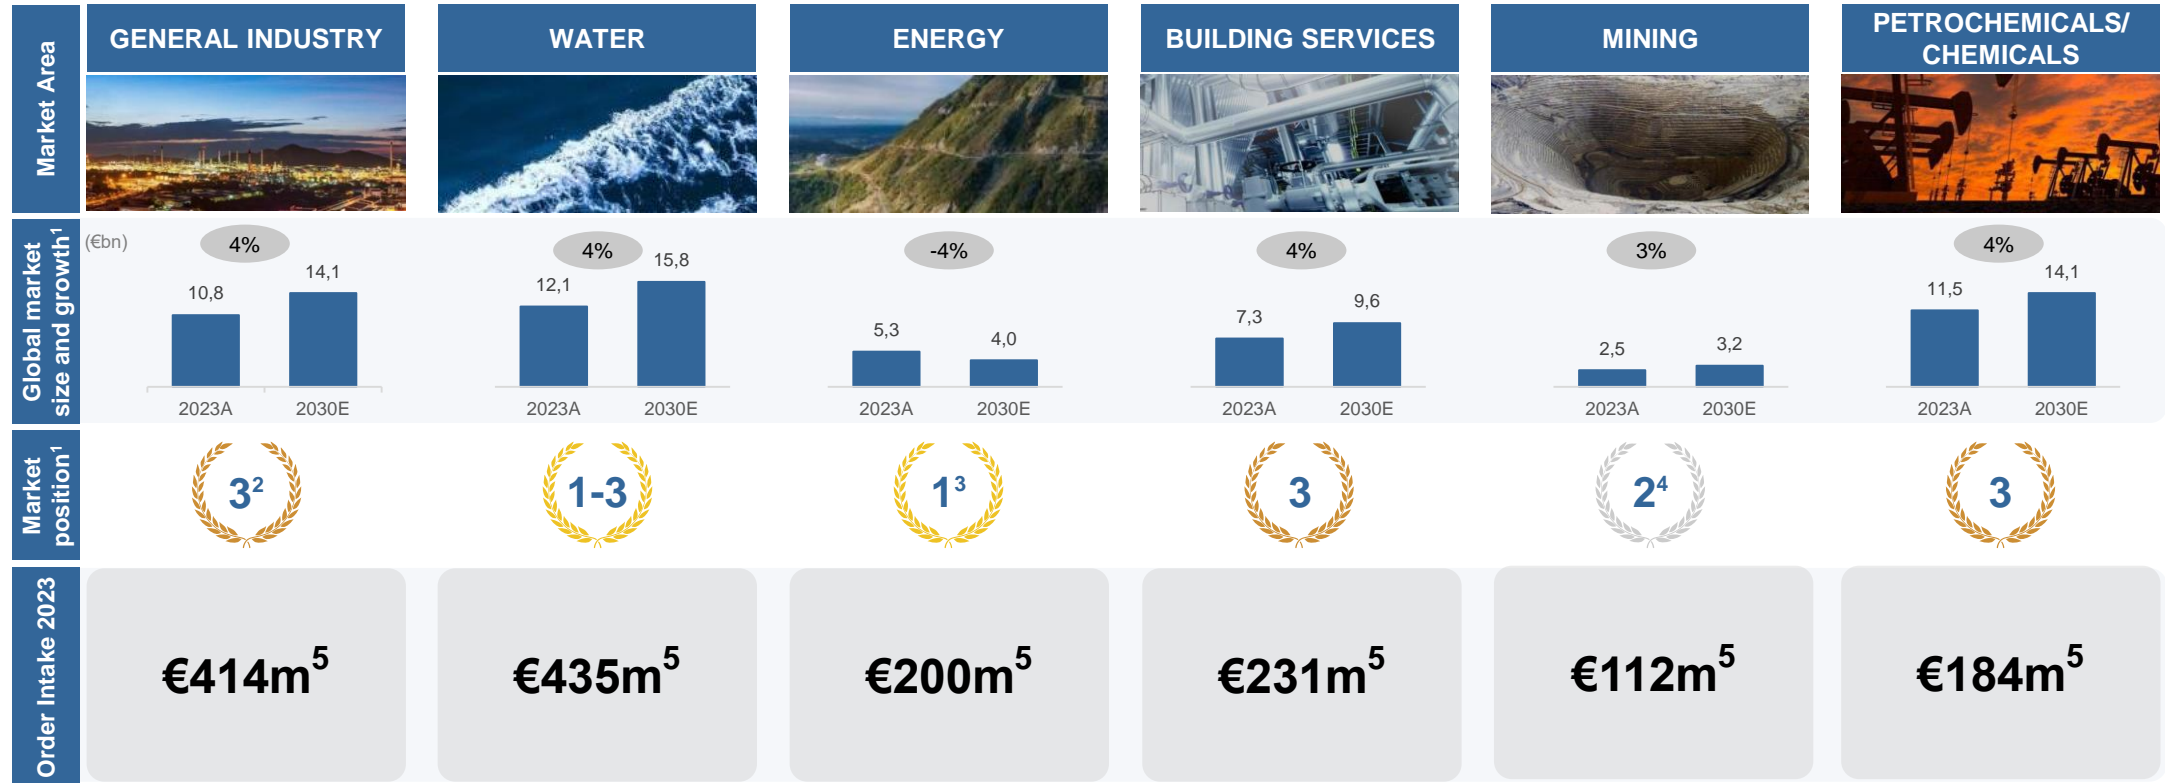 Market Area
GENERAL INDUSTRY
WATER
ENERGY
BUILDING SERVICES
MINING
PETROCHEMICALS/
CHEMICALS
Global market
size and growth¹
(€bn)
4%
10,8
14,1
2023A
2030E
4%
12,1
15,8
2023A
2030E
-4%
5,3
4,0
2023A
2030E
4%
7,3
9,6
2023A
2030E
3%
2,5
3,2
2023A
2030E
4%
11,5
14,1
2023A
2030E
Market
position¹
3²
1-3
1³
3
2⁴
3
Order Intake 2023
€414m⁵
€435m⁵
€200m⁵
€231m⁵
€112m⁵
€184m⁵